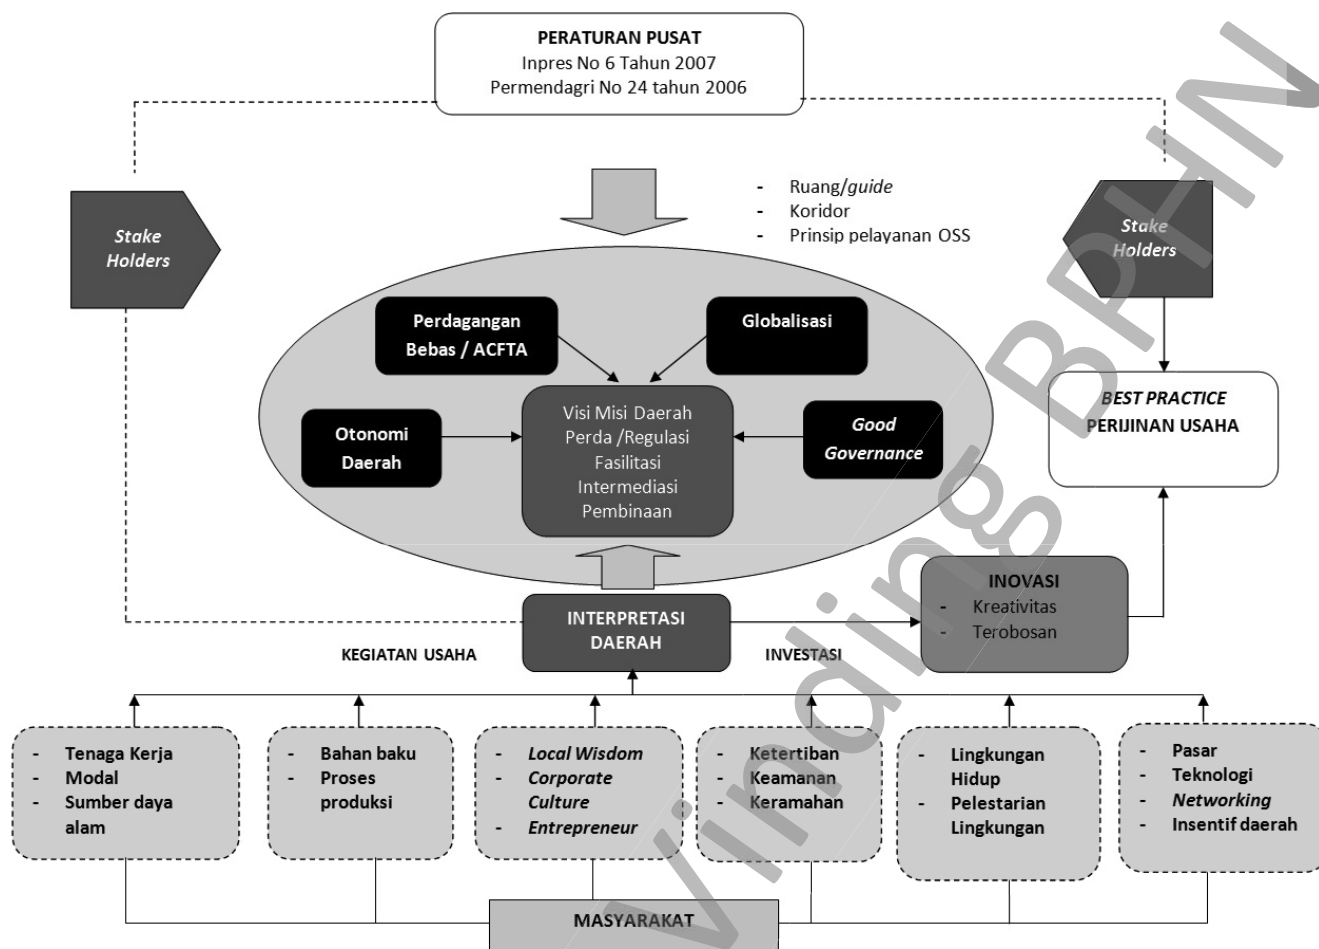 PERATURAN PUSAT
Inpres No 6 Tahun 2007
Permendagri No 24 tahun 2006
- Ruang/guide
- Koridor
- Prinsip pelayanan OSS
Stake
Holders
Stake
Holders
Perdagangan
Bebas / ACFTA
Globalisasi
Otonomi
Daerah
Visi Misi Daerah
Perda /Regulasi
Fasilitasi
Intermediasi
Pembinaan
Good
Governance
BEST PRACTICE
PERIJINAN USAHA
INTERPRETASI
DAERAH
INOVASI
- Kreativitas
- Terobosan
KEGIATAN USAHA
INVESTASI
- Tenaga Kerja
- Modal
- Sumber daya
alam
- Bahan baku
- Proses
produksi
- Local Wisdom
- Corporate
Culture
- Entrepreneur
- Ketertiban
- Keamanan
- Keramahan
- Lingkungan
Hidup
- Pelestarian
Lingkungan
- Pasar
- Teknologi
- Networking
- Insentif daerah
MASYARAKAT
Vinding BPHN